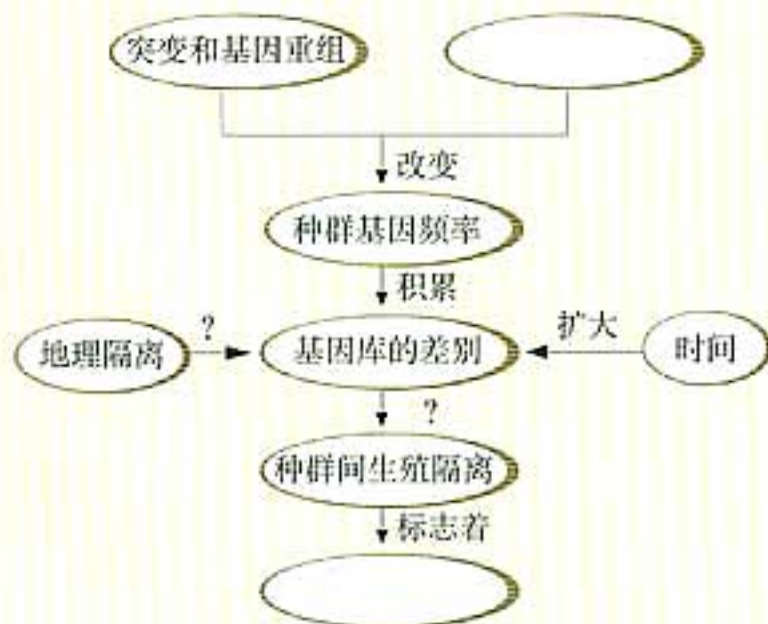 突变和基因重组
改变
种群基因频率
积累
地理隔离
?
基因库的差别
扩大
时间
?
种群间生殖隔离
标志着